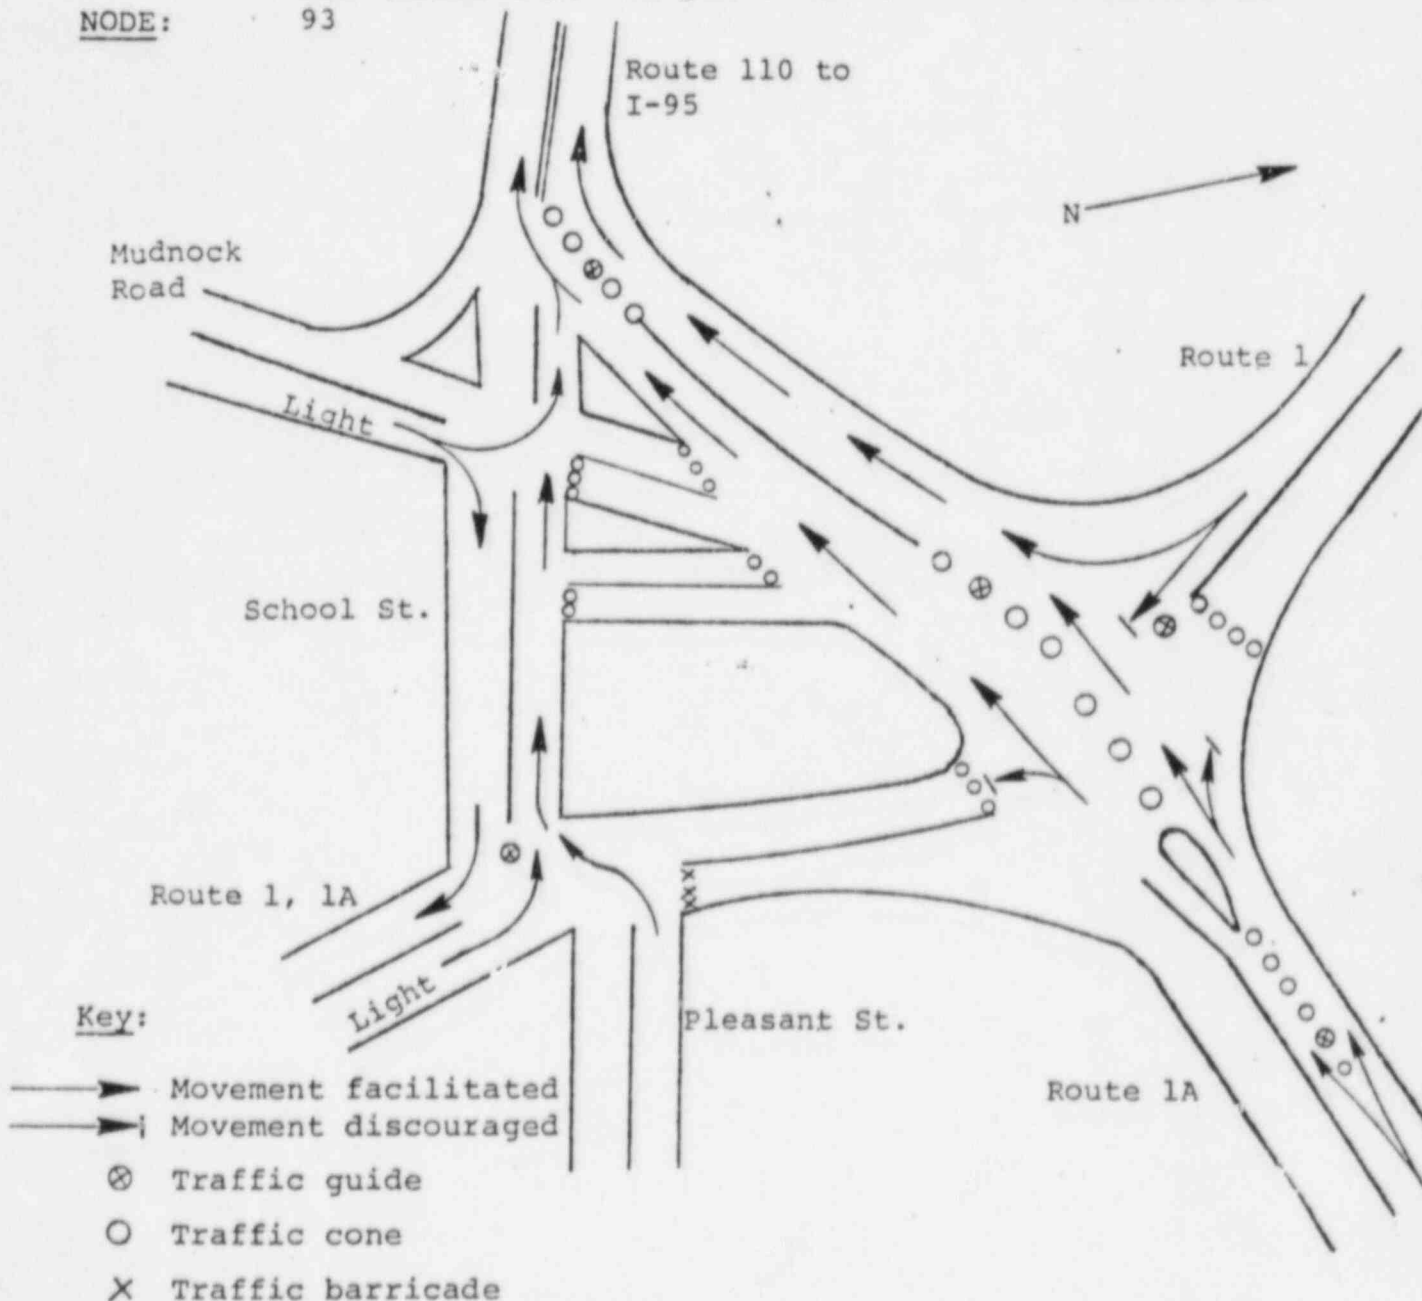 NODE: 93
Route 110 to
I-95
N
Mudnock
Road
Route 1
Light
School St.
Route 1, 1A
Light
Pleasant St.
Route 1A
Key:
Movement facilitated
Movement discouraged
Traffic guide
Traffic cone
Traffic barricade